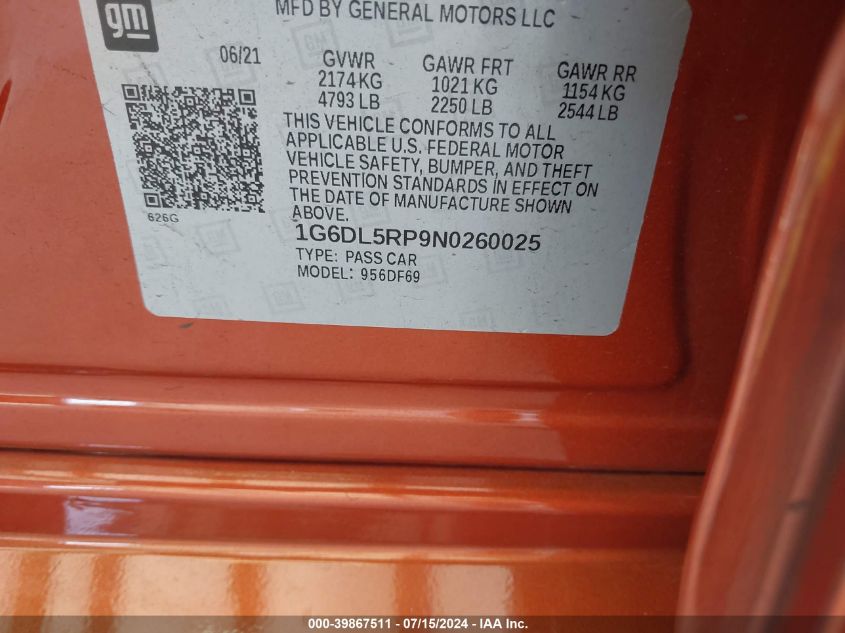 gm
MFD BY GENERAL MOTORS LLC
06/21
GVWR GAWR FRT GAWR RR
2174 KG 1021 KG 1154 KG
4793 LB 2250 LB 2544 LB
THIS VEHICLE CONFORMS TO ALL
APPLICABLE U.S. FEDERAL MOTOR
VEHICLE SAFETY, BUMPER, AND THEFT
PREVENTION STANDARDS IN EFFECT ON
THE DATE OF MANUFACTURE SHOWN
ABOVE.
626G
1G6DL5RP9N0260025
TYPE: PASS CAR
MODEL: 956DF69
000-39867511 - 07/15/2024 - IAA Inc.